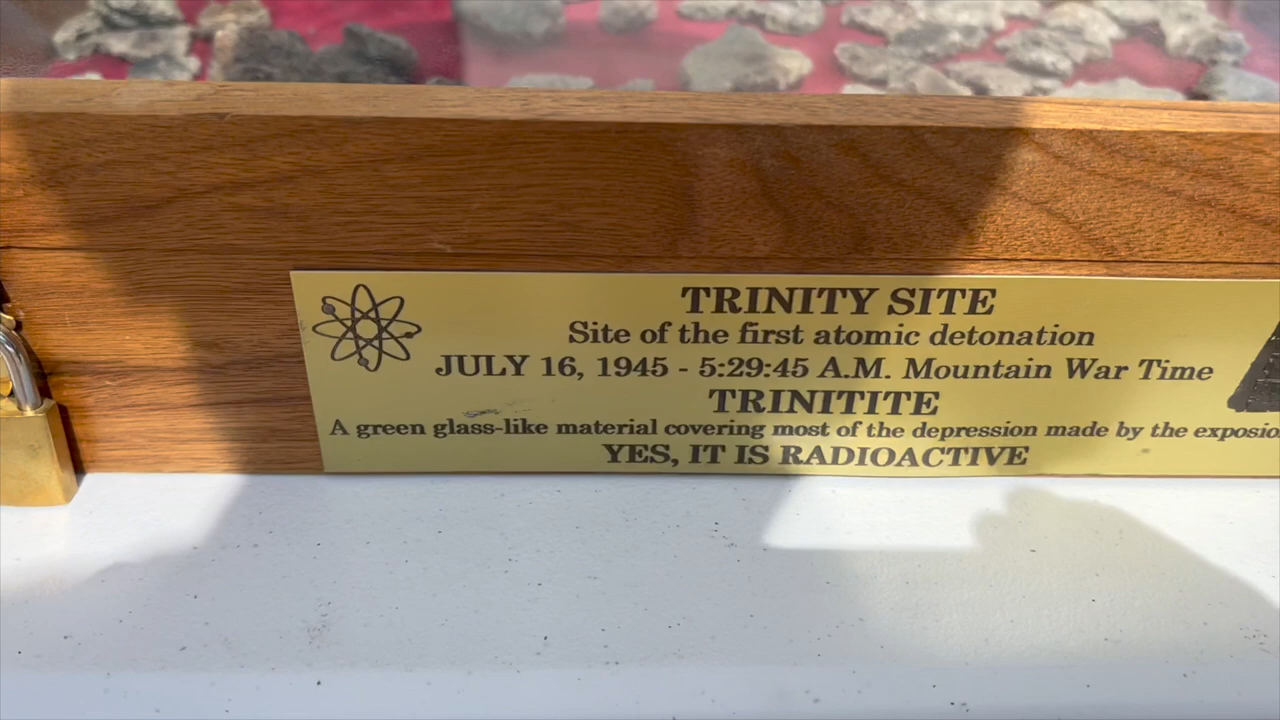 TRINITY SITE
Site of the first atomic detonation
JULY 16, 1945 - 5:29:45 A.M. Mountain War Time
TRINITITE
A green glass-like material covering most of the depression made by the exposio
YES, IT IS RADIOACTIVE